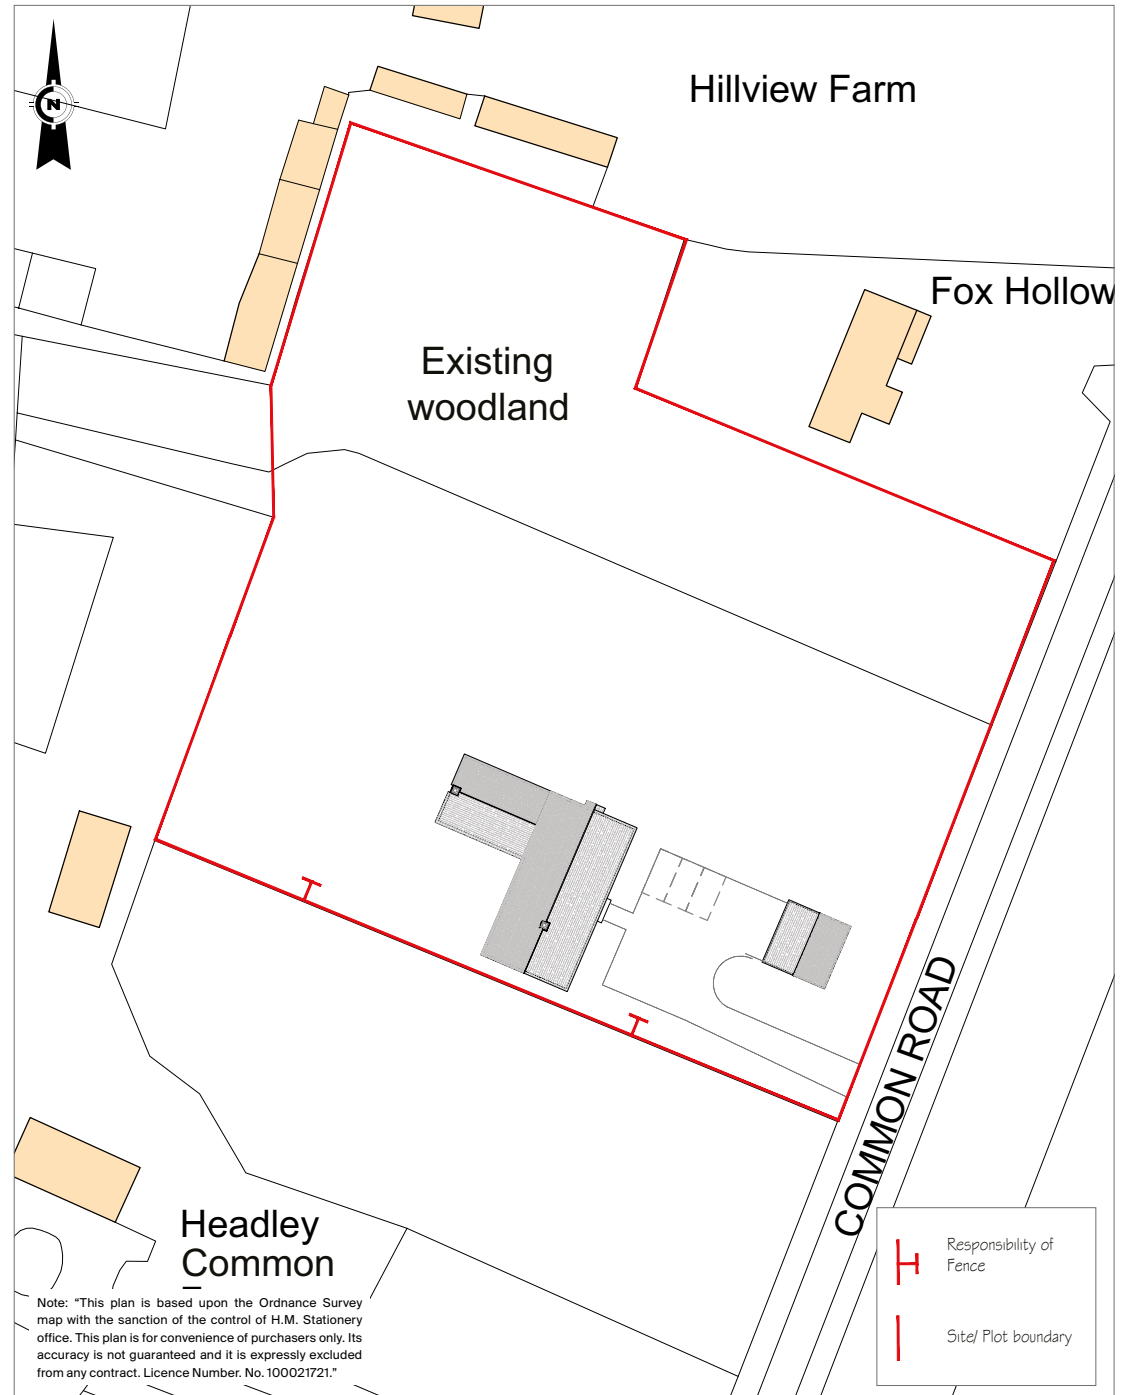 N
Hillview Farm
Fox Hollow
Existing
woodland
COMMON ROAD
Headley
Common
Note: “This plan is based upon the Ordnance Survey
map with the sanction of the control of H.M. Stationery
office. This plan is for convenience of purchasers only. Its
accuracy is not guaranteed and it is expressly excluded
from any contract. Licence Number. No. 100021721.”
Responsibility of
Fence
Site/ Plot boundary